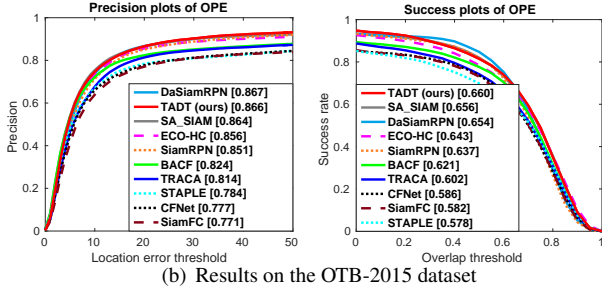 Precision plots of OPE
Precision
1
0.8
0.6
0.4
0.2
0
0 10 20 30 40 50
Location error threshold
DaSiamRPN [0.867]
TADT (ours) [0.866]
SA_SIAM [0.864]
ECO-HC [0.856]
SiamRPN [0.851]
BACF [0.824]
TRACA [0.814]
STAPLE [0.784]
CFNet [0.777]
SiamFC [0.771]
Success plots of OPE
Success rate
1
0.8
0.6
0.4
0.2
0
0 0.2 0.4 0.6 0.8 1
Overlap threshold
TADT (ours) [0.660]
SA_SIAM [0.656]
DaSiamRPN [0.654]
ECO-HC [0.643]
SiamRPN [0.637]
BACF [0.621]
TRACA [0.602]
CFNet [0.586]
SiamFC [0.582]
STAPLE [0.578]
(b) Results on the OTB-2015 dataset